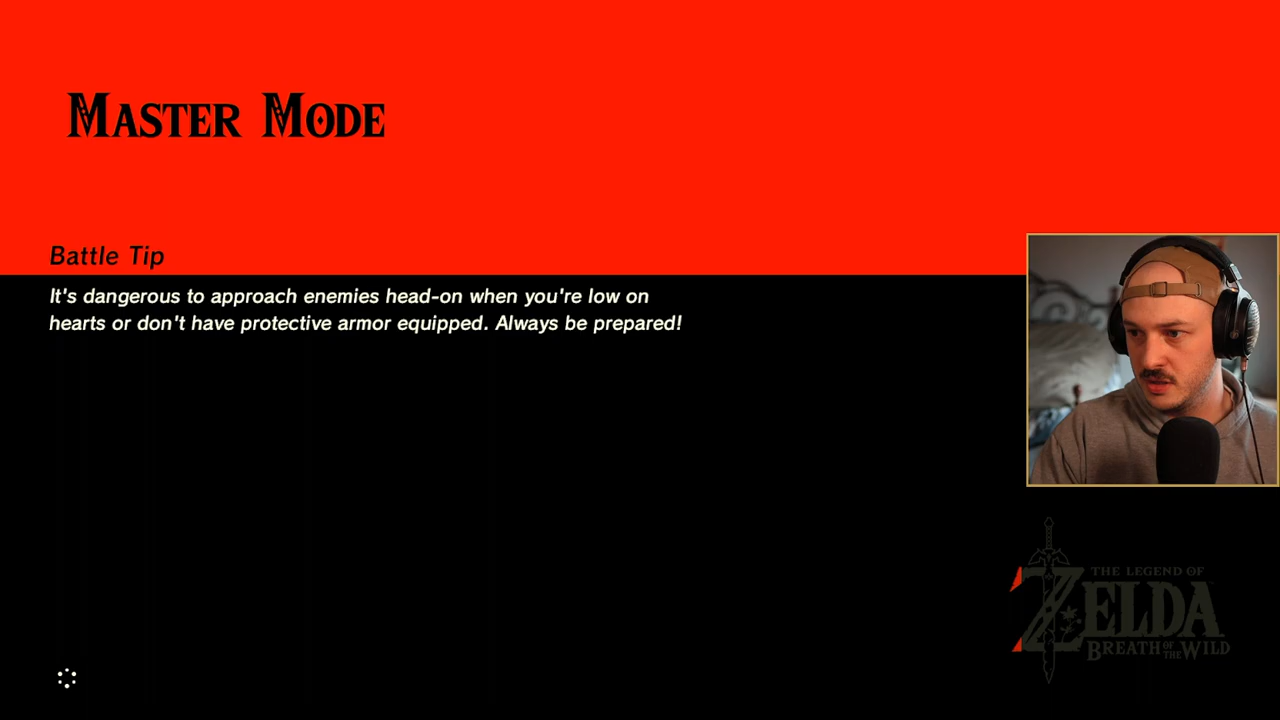 Master Mode
Battle Tip
It's dangerous to approach enemies head-on when you're low on
hearts or don't have protective armor equipped. Always be prepared!
THE LEGEND OF
ZELDA
BREATH OF THE WILD